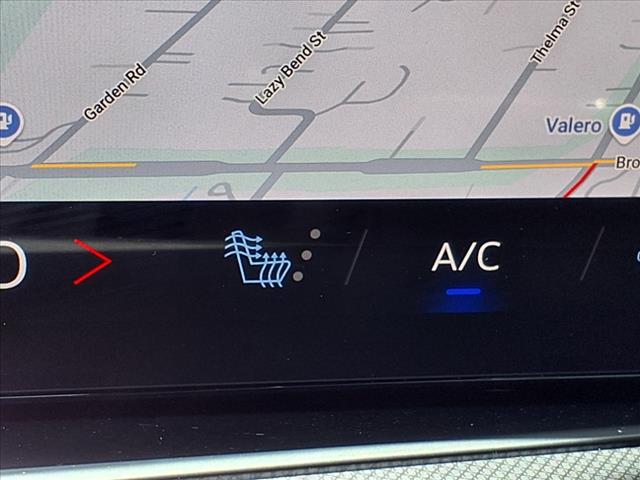 Garden Rd
Lazy Bend St
Thelma St
Valero
Bro
A/C